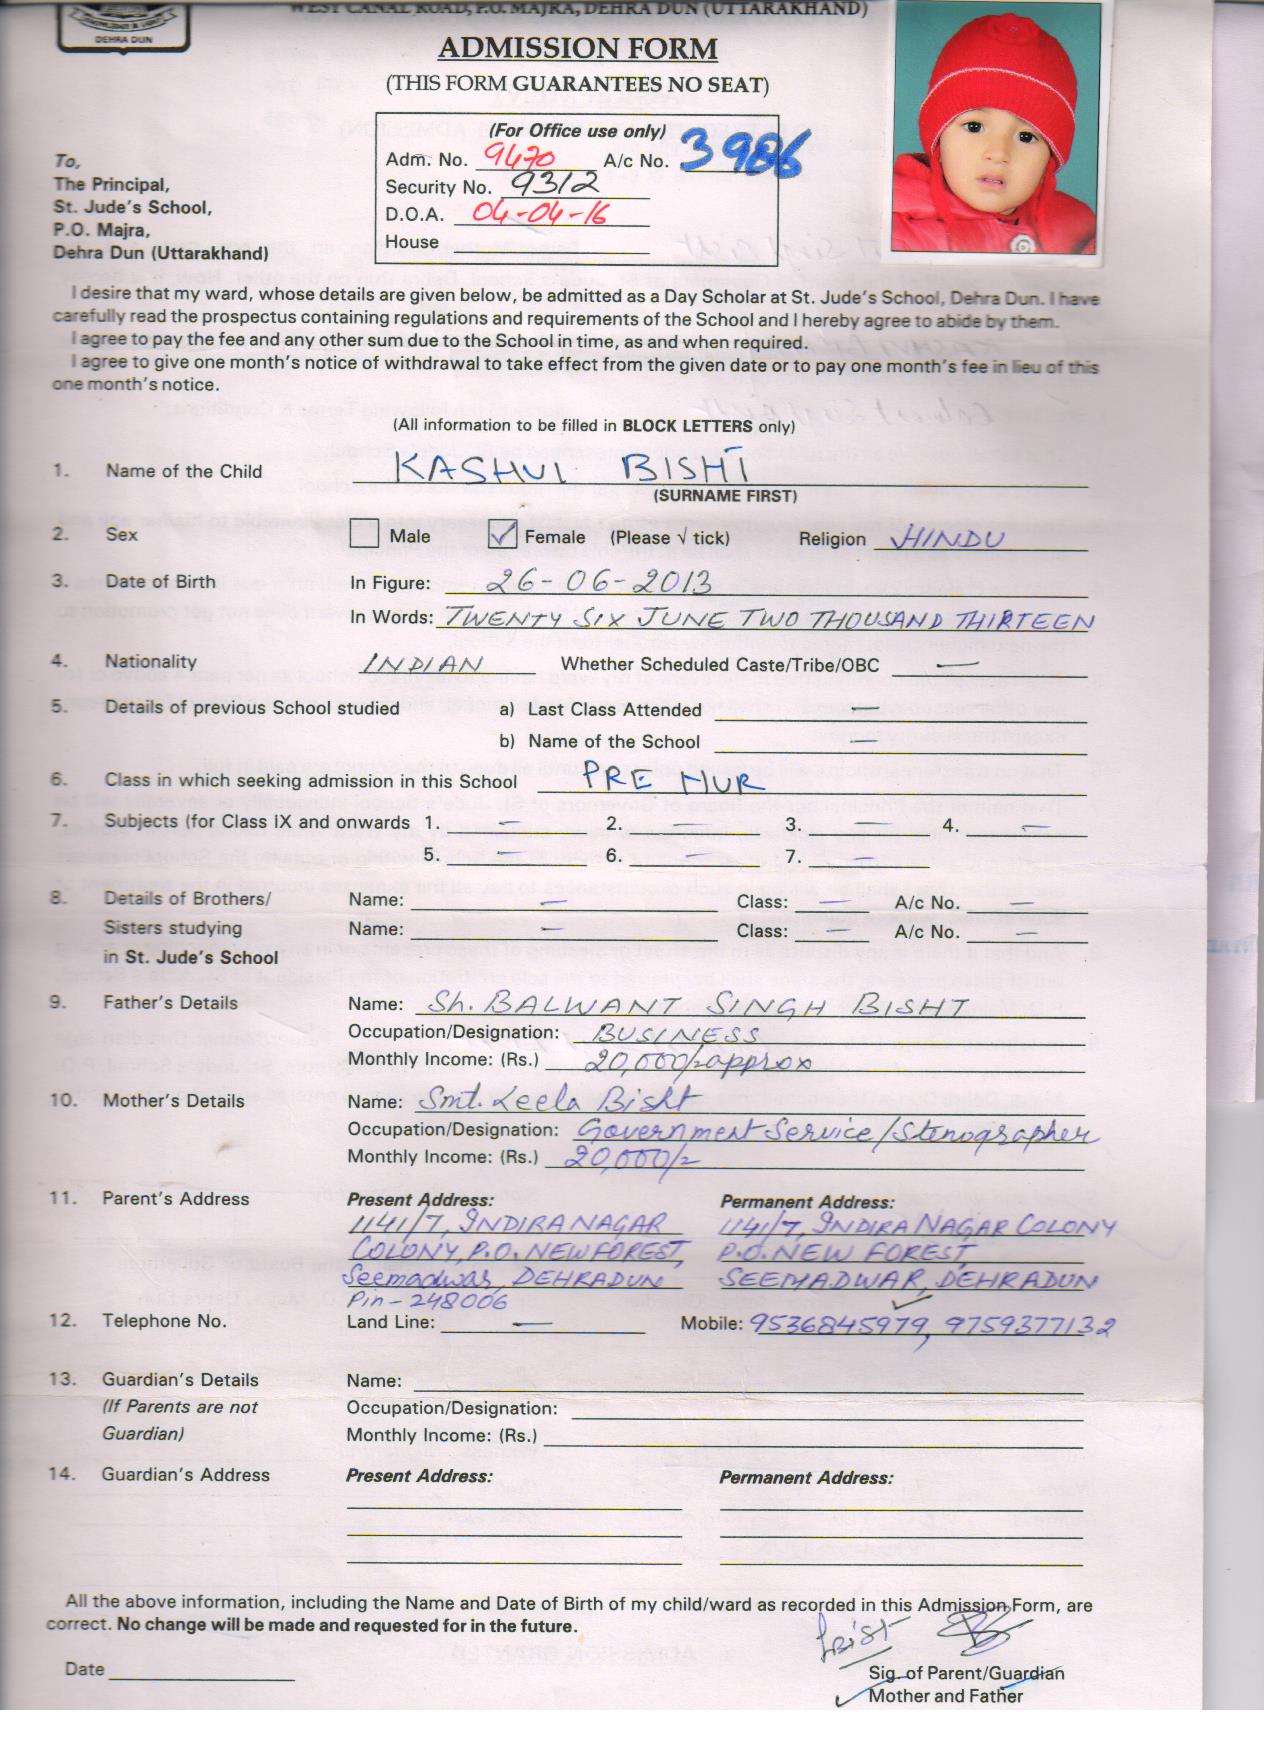 WEST CANAL ROAD, P.O. MAJRA, DEHRA DUN (UTTARAKHAND)
DEHRA DUN
ADMISSION FORM
(THIS FORM GUARANTEES NO SEAT)
(For Office use only)
Adm. No. 9470 A/c No. 3986
Security No. 9312
D.O.A. 04-04-16
House
To,
The Principal,
St. Jude's School,
P.O. Majra,
Dehra Dun (Uttarakhand)
I desire that my ward, whose details are given below, be admitted as a Day Scholar at St. Jude's School, Dehra Dun. I have
carefully read the prospectus containing regulations and requirements of the School and I hereby agree to abide by them.
I agree to pay the fee and any other sum due to the School in time, as and when required.
I agree to give one month's notice of withdrawal to take effect from the given date or to pay one month's fee in lieu of this
one month's notice.
(All information to be filled in BLOCK LETTERS only)
1. Name of the Child KASHVI BISHT
(SURNAME FIRST)
2. Sex Male ✓ Female (Please √ tick) Religion HINDU
3. Date of Birth In Figure: 26-06-2013
In Words: TWENTY SIX JUNE TWO THOUSAND THIRTEEN
4. Nationality INDIAN Whether Scheduled Caste/Tribe/OBC —
5. Details of previous School studied a) Last Class Attended —
b) Name of the School —
6. Class in which seeking admission in this School PRE NUR
7. Subjects (for Class IX and onwards 1. — 2. — 3. — 4. —
5. — 6. — 7. —
8. Details of Brothers/ Name: — Class: — A/c No. —
Sisters studying Name: — Class: — A/c No. —
in St. Jude's School
9. Father's Details Name: Sh. BALWANT SINGH BISHT
Occupation/Designation: BUSINESS
Monthly Income: (Rs.) 20,000/- approx
10. Mother's Details Name: Smt. Leela Bisht
Occupation/Designation: Government Service/Stenographer
Monthly Income: (Rs.) 20,000/-
11. Parent's Address Present Address: Permanent Address:
1141/7, INDIRA NAGAR 1141/7, INDIRA NAGAR COLONY
COLONY, P.O. NEW FOREST, P.O. NEW FOREST,
Seemadwar, DEHRADUN SEEMADWAR, DEHRADUN
Pin - 248006
12. Telephone No. Land Line: — Mobile: 9536845979, 9759377132
13. Guardian's Details Name:
(If Parents are not Occupation/Designation:
Guardian) Monthly Income: (Rs.)
14. Guardian's Address Present Address: Permanent Address:
All the above information, including the Name and Date of Birth of my child/ward as recorded in this Admission Form, are
correct. No change will be made and requested for in the future.
Date
Sig. of Parent/Guardian
Mother and Father